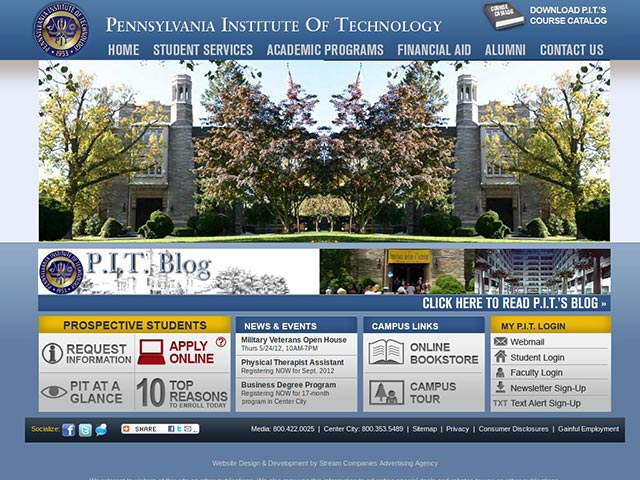 PENNSYLVANIA INSTITUTE OF TECHNOLOGY
DOWNLOAD P.I.T.'S
COURSE CATALOG
HOME STUDENT SERVICES ACADEMIC PROGRAMS FINANCIAL AID ALUMNI CONTACT US
P.I.T. Blog
CLICK HERE TO READ P.I.T.'S BLOG »
PROSPECTIVE STUDENTS
REQUEST
INFORMATION
APPLY
ONLINE
?
PIT AT A
GLANCE
10 TOP
REASONS
TO ENROLL TODAY
NEWS & EVENTS
Military Veterans Open House
Thurs 5/24/12, 10AM-7PM
Physical Therapist Assistant
Registering NOW for Sept. 2012
Business Degree Program
Registering NOW for 17-month
program in Center City
CAMPUS LINKS
ONLINE
BOOKSTORE
CAMPUS
TOUR
MY P.I.T. LOGIN
Webmail
Student Login
Faculty Login
Newsletter Sign-Up
TXT Text Alert Sign-Up
Socialize:
SHARE
Media: 800.422.0025 | Center City: 800.353.5489 | Sitemap | Privacy | Consumer Disclosures | Gainful Employment
Website Design & Development by Stream Companies Advertising Agency